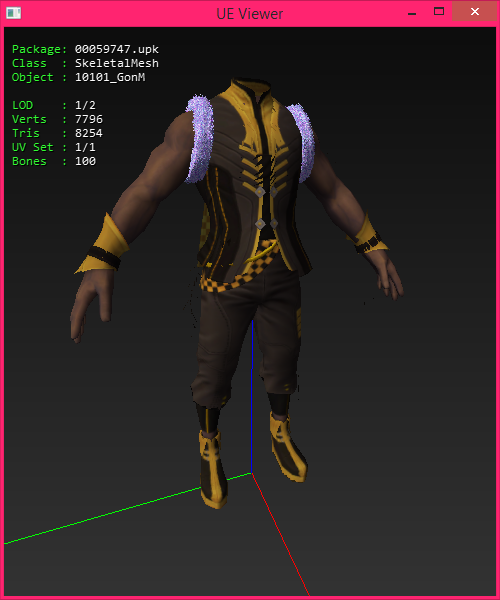 UE Viewer
Package: 00059747.upk
Class  : SkeletalMesh
Object : 10101_GonM
LOD    : 1/2
Verts  : 7796
Tris   : 8254
UV Set : 1/1
Bones  : 100